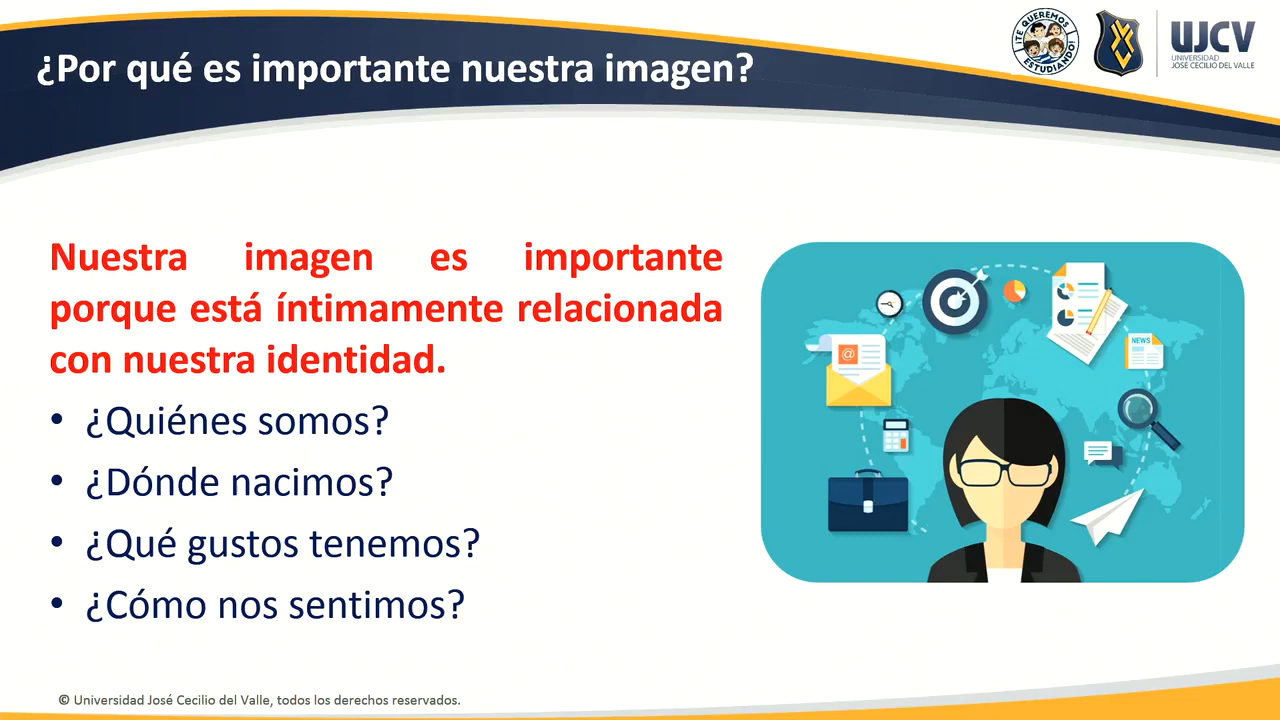 ¿Por qué es importante nuestra imagen?
¡TE QUEREMOS
ESTUDIANDO!
UJCV
UNIVERSIDAD
JOSÉ CECILIO DEL VALLE
Nuestra imagen es importante
porque está íntimamente relacionada
con nuestra identidad.
• ¿Quiénes somos?
• ¿Dónde nacimos?
• ¿Qué gustos tenemos?
• ¿Cómo nos sentimos?
@
NEWS
© Universidad José Cecilio del Valle, todos los derechos reservados.